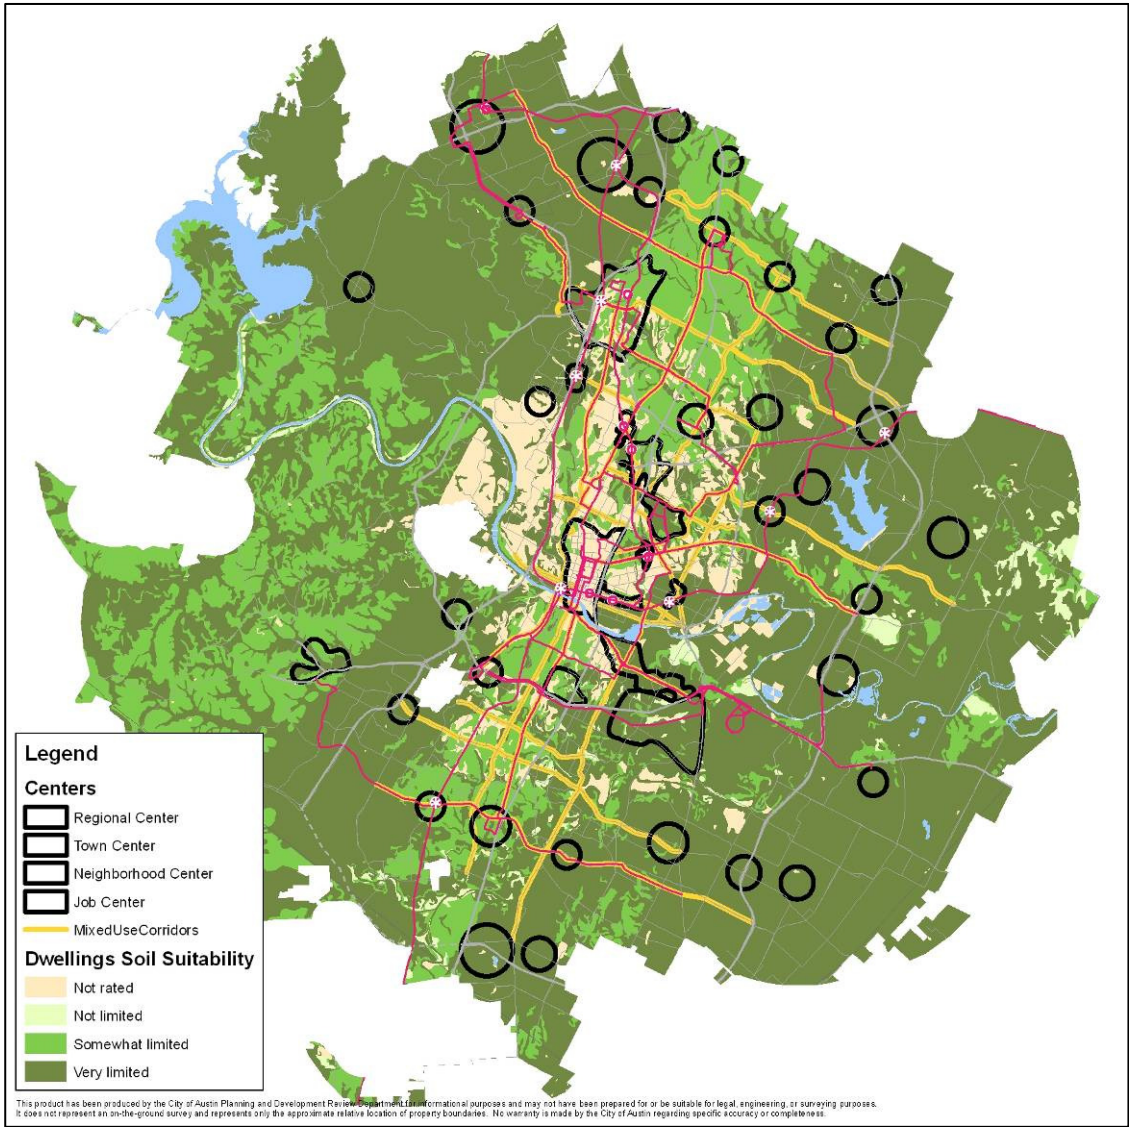 Legend
Centers
Regional Center
Town Center
Neighborhood Center
Job Center
MixedUseCorridors
Dwellings Soil Suitability
Not rated
Not limited
Somewhat limited
Very limited
This product has been produced by the City of Austin Planning and Development Review Department for informational purposes and may not have been prepared for or be suitable for legal, engineering, or surveying purposes.
It does not represent an on-the-ground survey and represents only the approximate relative location of property boundaries. No warranty is made by the City of Austin regarding specific accuracy or completeness.